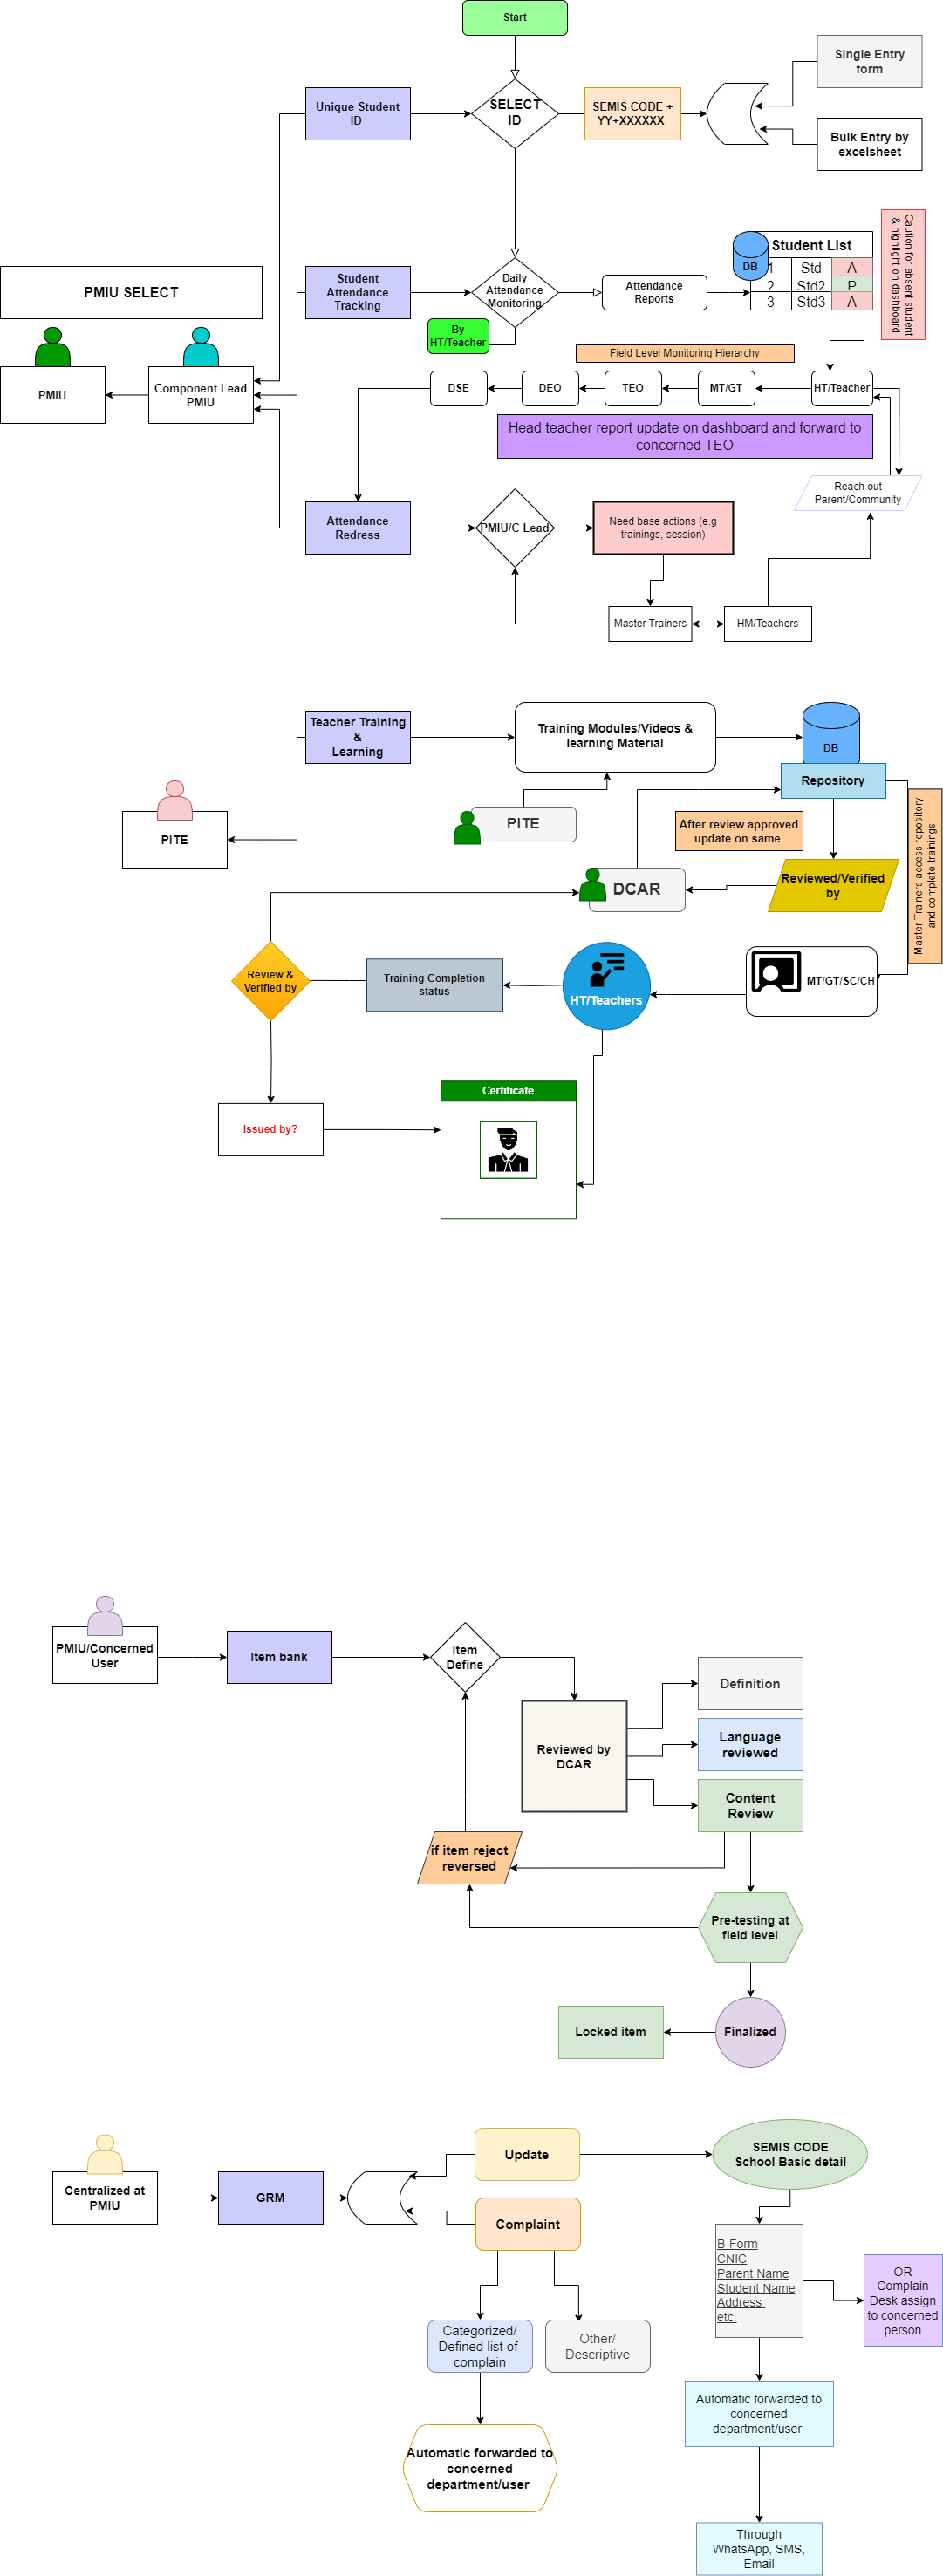 Start
Single Entry
form
Unique Student
ID
SELECT
ID
SEMIS CODE +
YY+XXXXXX
Bulk Entry by
excelsheet
Caution for absent student
& highlight on dashboard
Student List
DB
1 Std A
2 Std2 P
3 Std3 A
PMIU SELECT
Student
Attendance
Tracking
Daily
Attendance
Monitoring
Attendance
Reports
By
HT/Teacher
Field Level Monitoring Hierarchy
PMIU
Component Lead
PMIU
DSE
DEO
TEO
MT/GT
HT/Teacher
Head teacher report update on dashboard and forward to
concerned TEO
Reach out
Parent/Community
Attendance
Redress
PMIU/C Lead
Need base actions (e.g
trainings, session)
Master Trainers
HM/Teachers
Teacher Training
&
Learning
Training Modules/Videos &
learning Material
DB
Repository
PITE
PITE
After review approved
update on same
Master Trainers access repository
and complete trainings
Reviewed/Verified
by
DCAR
Review &
Verified by
Training Completion
status
HT/Teachers
MT/GT/SC/CH
Certificate
Issued by?
PMIU/Concerned
User
Item bank
Item
Define
Definition
Reviewed by
DCAR
Language
reviewed
Content
Review
if item reject
reversed
Pre-testing at
field level
Locked item
Finalized
Update
SEMIS CODE
School Basic detail
Centralized at
PMIU
GRM
Complaint
B-Form
CNIC
Parent Name
Student Name
Address
etc.
OR
Complain
Desk assign
to concerned
person
Categorized/
Defined list of
complain
Other/
Descriptive
Automatic forwarded to
concerned
department/user
Automatic forwarded to
concerned
department/user
Through
WhatsApp, SMS,
Email